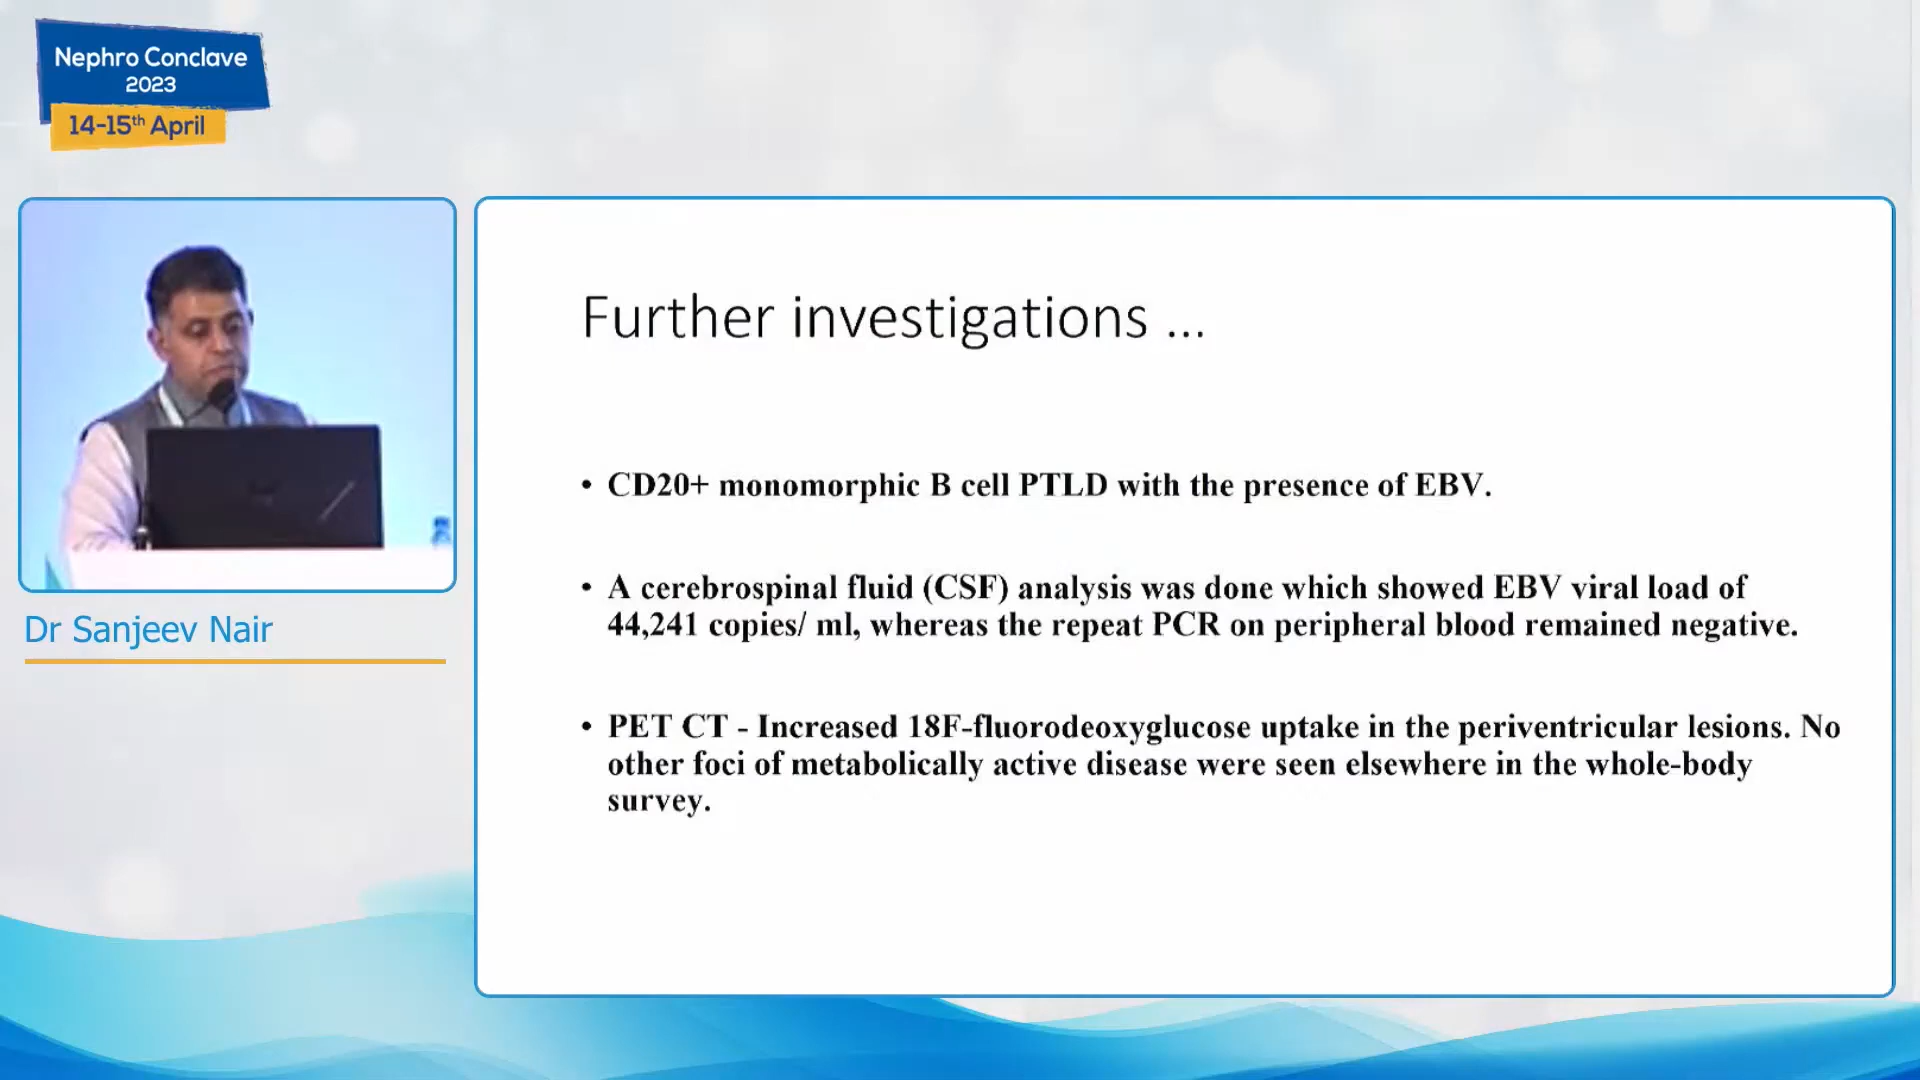 Nephro Conclave
2023
14-15th April
Dr Sanjeev Nair
Further investigations ...
• CD20+ monomorphic B cell PTLD with the presence of EBV.
• A cerebrospinal fluid (CSF) analysis was done which showed EBV viral load of
44,241 copies/ ml, whereas the repeat PCR on peripheral blood remained negative.
• PET CT - Increased 18F-fluorodeoxyglucose uptake in the periventricular lesions. No
other foci of metabolically active disease were seen elsewhere in the whole-body
survey.